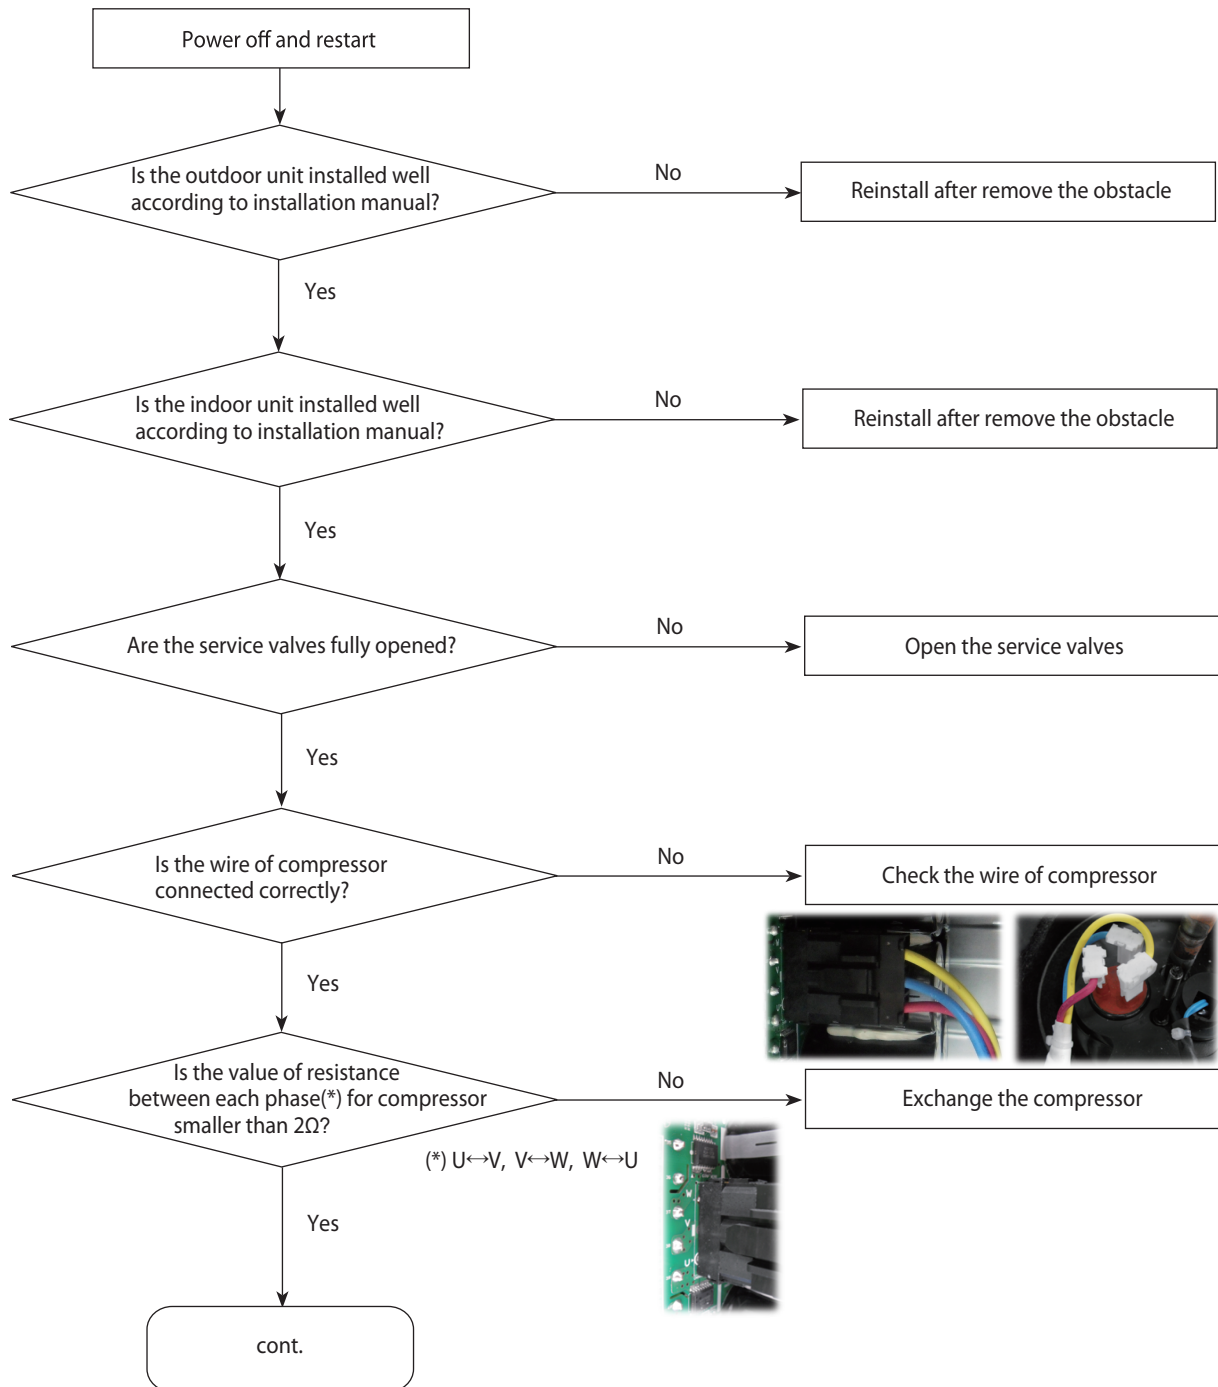 Power off and restart
Is the outdoor unit installed well
according to installation manual?
No
Reinstall after remove the obstacle
Yes
Is the indoor unit installed well
according to installation manual?
No
Reinstall after remove the obstacle
Yes
Are the service valves fully opened?
No
Open the service valves
Yes
Is the wire of compressor
connected correctly?
No
Check the wire of compressor
Yes
Is the value of resistance
between each phase(*) for compressor
smaller than 2Ω?
No
Exchange the compressor
(*) U↔V, V↔W, W↔U
W
V
U
Yes
cont.